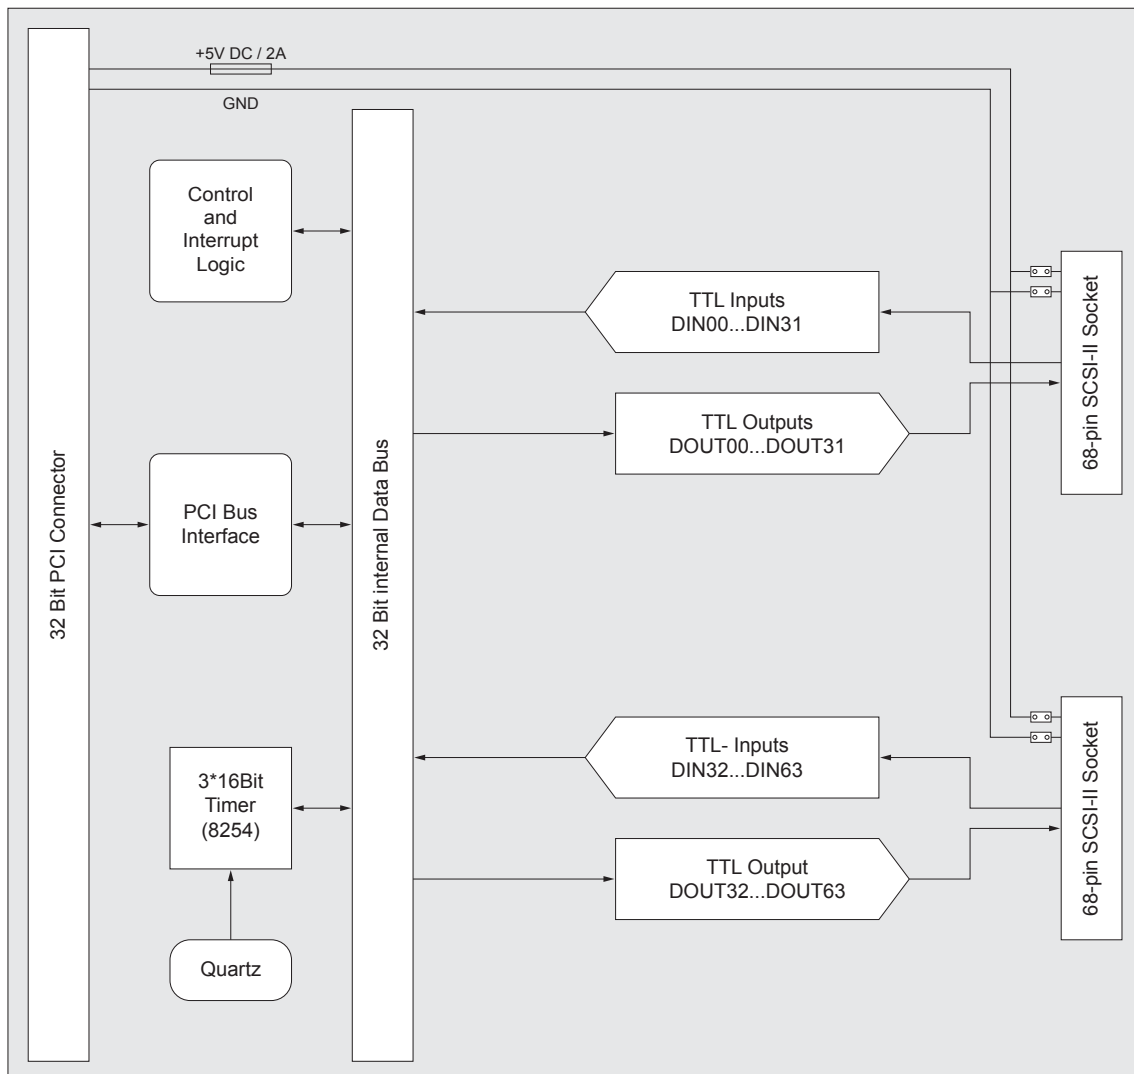 +5V DC / 2A
GND
Control
and
Interrupt
Logic
PCI Bus
Interface
3*16Bit
Timer
(8254)
Quartz
32 Bit PCI Connector
32 Bit internal Data Bus
TTL Inputs
DIN00...DIN31
TTL Outputs
DOUT00...DOUT31
TTL- Inputs
DIN32...DIN63
TTL Output
DOUT32...DOUT63
68-pin SCSI-II Socket
68-pin SCSI-II Socket